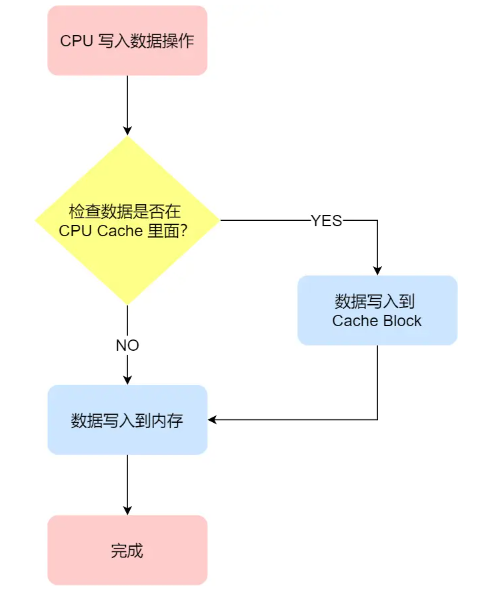 CPU 写入数据操作
检查数据是否在
CPU Cache 里面?
YES
数据写入到
Cache Block
NO
数据写入到内存
完成